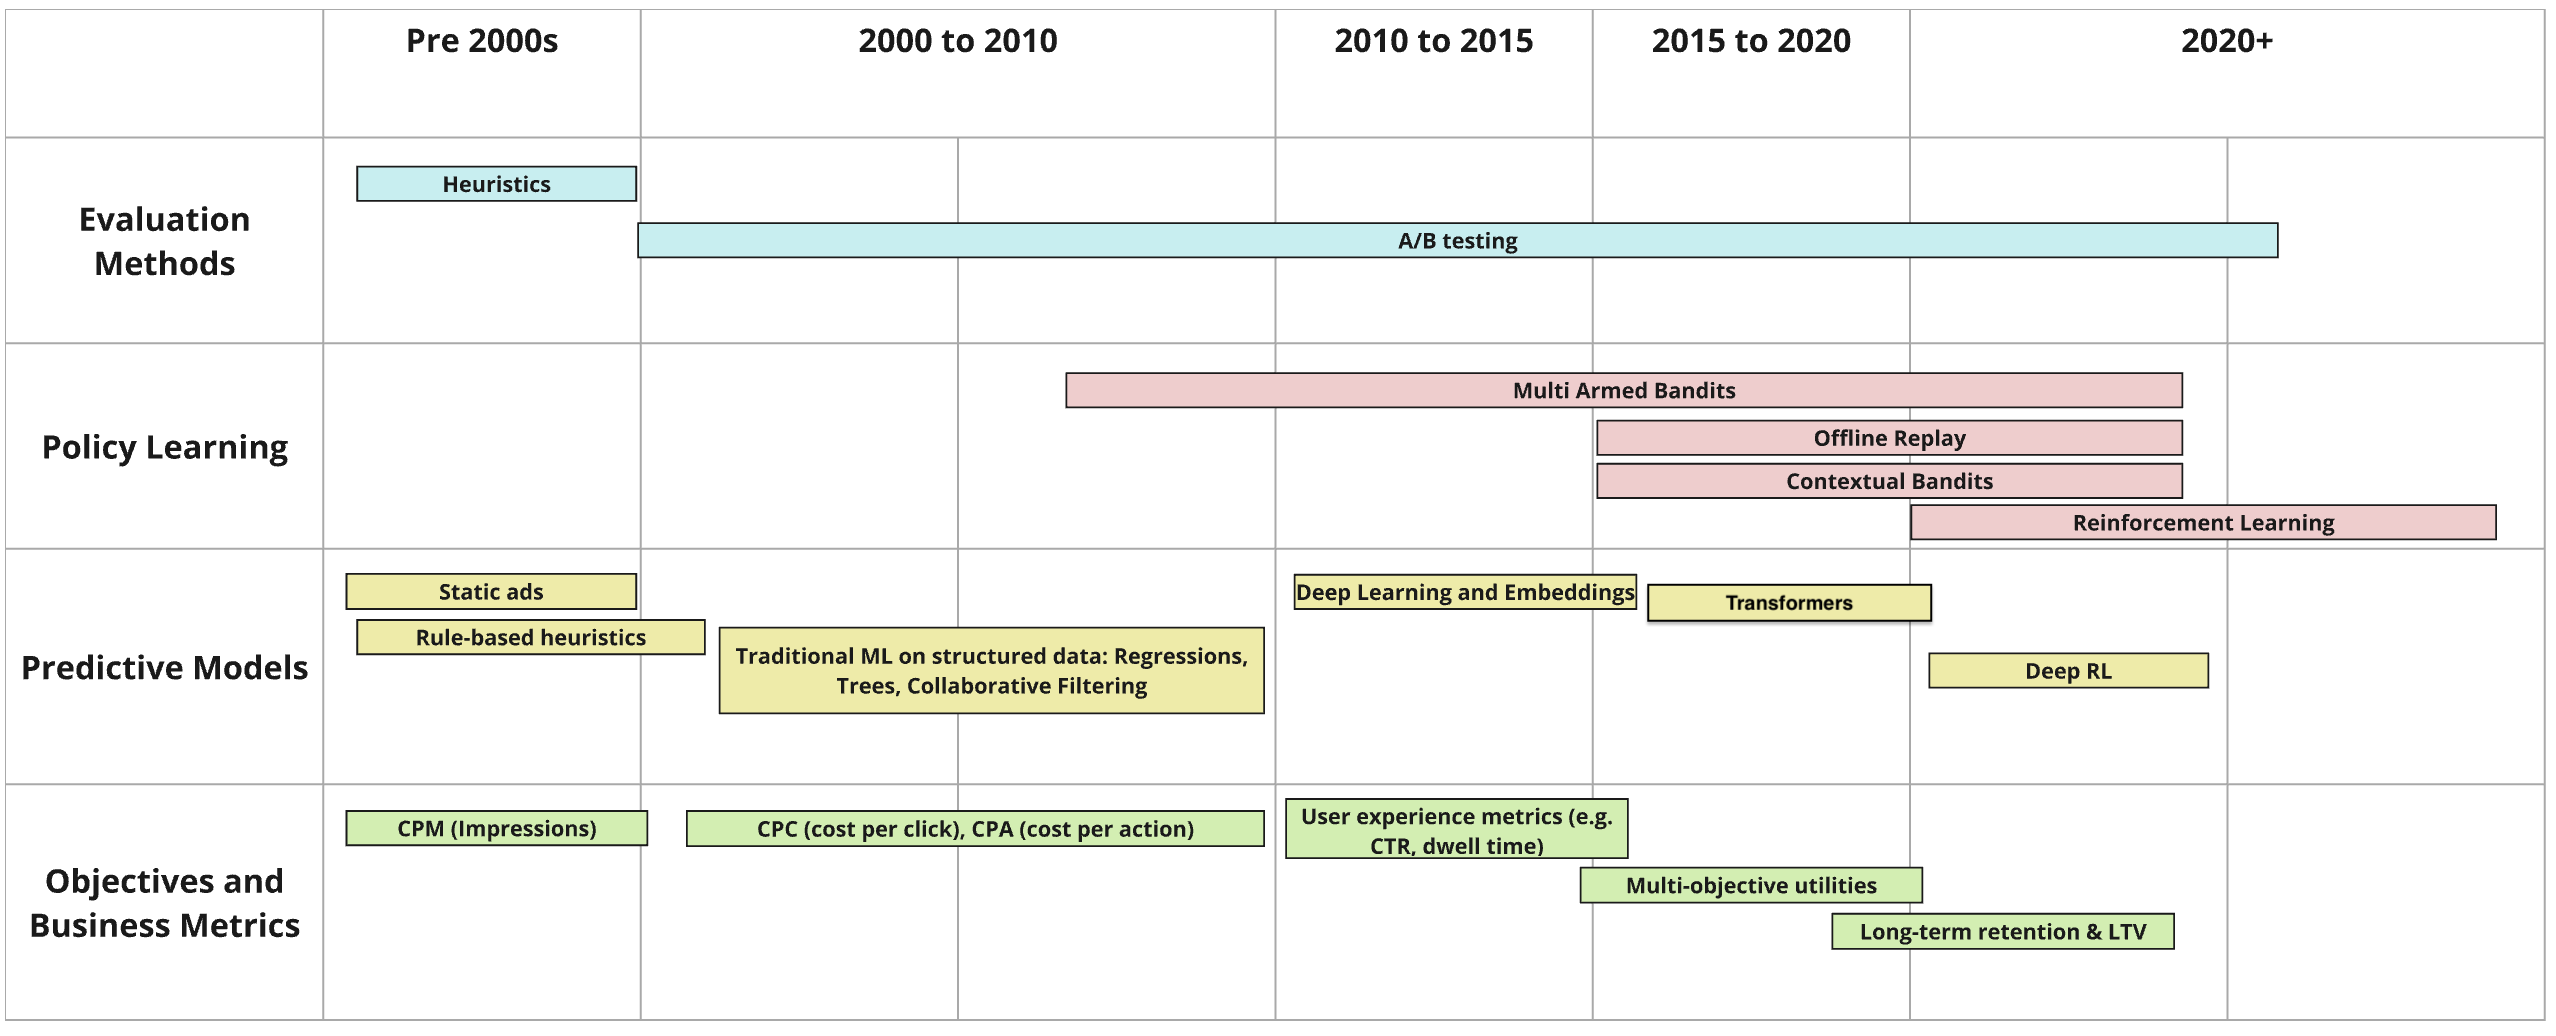 Pre 2000s
2000 to 2010
2010 to 2015
2015 to 2020
2020+
Evaluation
Methods
Heuristics
A/B testing
Policy Learning
Multi Armed Bandits
Offline Replay
Contextual Bandits
Reinforcement Learning
Predictive Models
Static ads
Rule-based heuristics
Traditional ML on structured data: Regressions,
Trees, Collaborative Filtering
Deep Learning and Embeddings
Transformers
Deep RL
Objectives and
Business Metrics
CPM (Impressions)
CPC (cost per click), CPA (cost per action)
User experience metrics (e.g.
CTR, dwell time)
Multi-objective utilities
Long-term retention & LTV